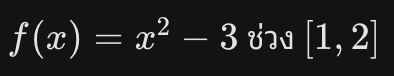 f(x) = x² − 3 ช่วง [1, 2]